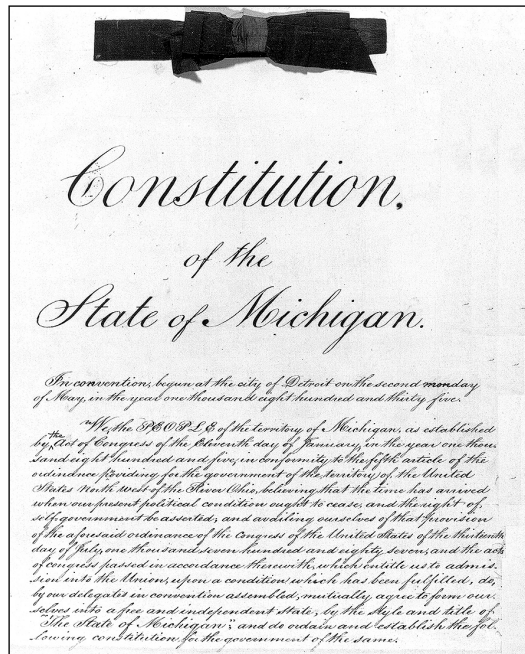 Constitution.
of the
State of Michigan.
In convention, begun at the city of Detroit on the second monday
of May, in the year one thousand eight hundred and thirty five.
We, the PEOPLE of the territory of Michigan, as established
by the Act of Congress of the Eleventh day of January, in the year one thou-
sand eight hundred and five, in conformity to the fifth article of the
ordinance providing for the government of the territory of the United
States North West of the River Ohio, believing that the time has arrived
when our present political condition ought to cease, and the right of
self-government be asserted; and availing ourselves of that provision
of the aforesaid ordinance of the congress of the United States of the thirteenth
day of July, one thousand seven hundred and eighty seven, and the acts
of congress passed in accordance therewith, which entitle us to admis-
sion into the Union, upon a condition which has been fulfilled, do,
by our delegates in convention assembled, mutually agree to form our-
selves into a free and independent state, by the style and title of
"The State of Michigan"; and do ordain and establish the fol-
lowing constitution for the government of the same.